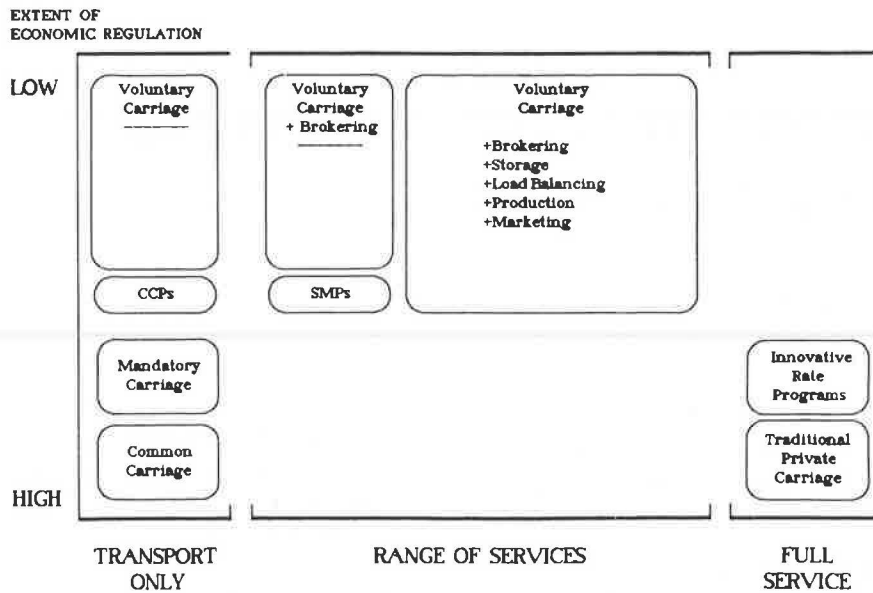 EXTENT OF
ECONOMIC REGULATION
LOW
Voluntary
Carriage
Voluntary
Carriage
+ Brokering
Voluntary
Carriage
+Brokering
+Storage
+Load Balancing
+Production
+Marketing
CCPs
SMPs
Mandatory
Carriage
Innovative
Rate
Programs
Common
Carriage
Traditional
Private
Carriage
HIGH
TRANSPORT
ONLY
RANGE OF SERVICES
FULL
SERVICE